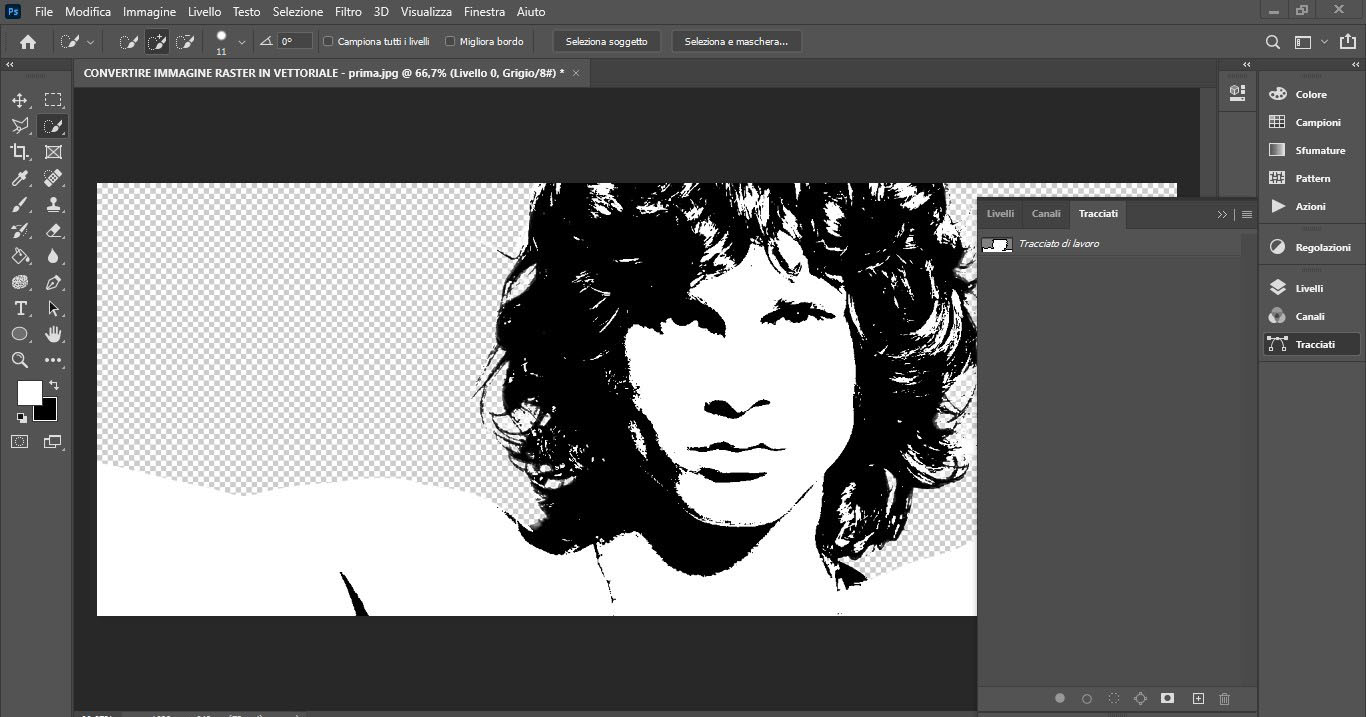 Ps File Modifica Immagine Livello Testo Selezione Filtro 3D Visualizza Finestra Aiuto
11 0° Campiona tutti i livelli Migliora bordo Seleziona soggetto Seleziona e maschera...
CONVERTIRE IMMAGINE RASTER IN VETTORIALE - prima.jpg @ 66,7% (Livello 0, Grigio/8#) * ×
Livelli Canali Tracciati
Tracciato di lavoro
Colore
Campioni
Sfumature
Pattern
Azioni
Regolazioni
Livelli
Canali
Tracciati